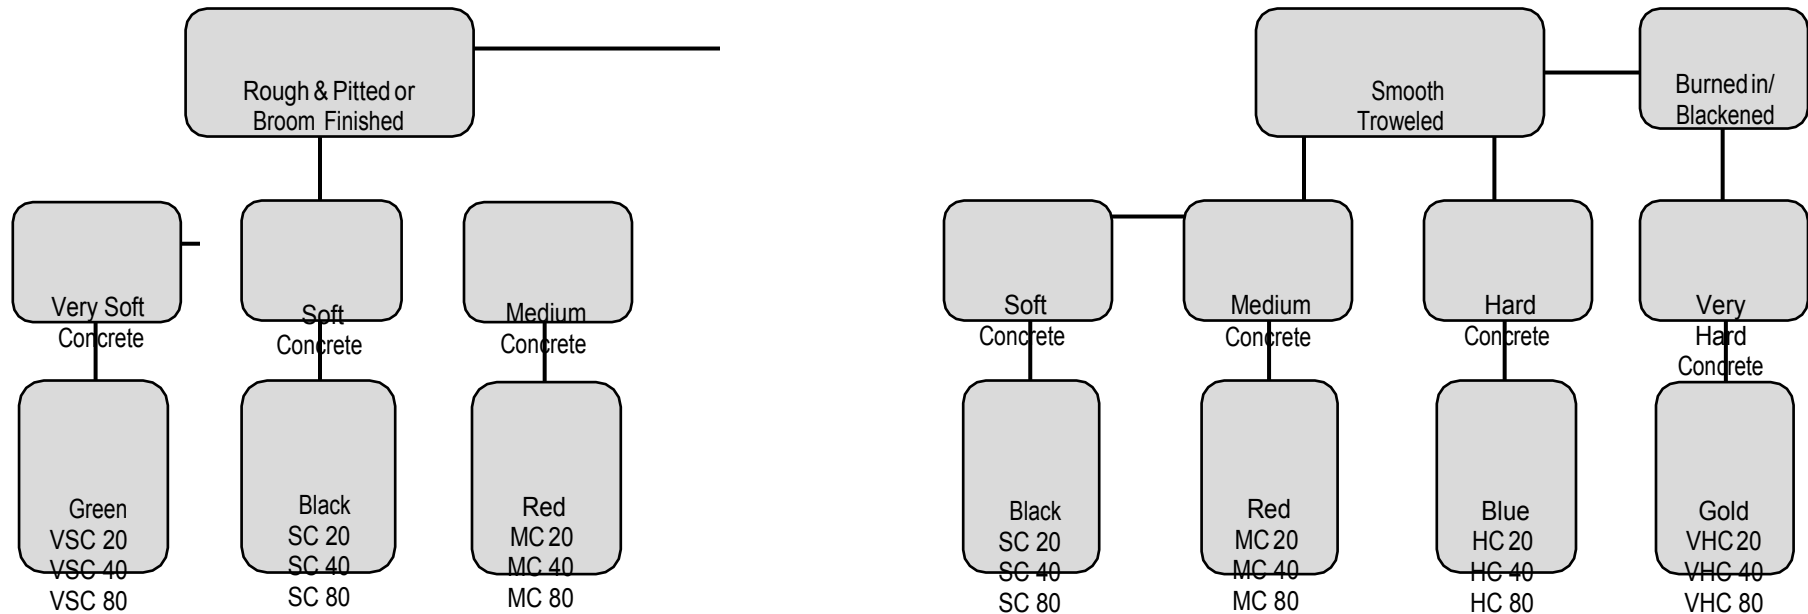 Rough & Pitted or
Broom Finished
Smooth
Troweled
Burned in/
Blackened
Very Soft
Concrete
Soft
Concrete
Medium
Concrete
Soft
Concrete
Medium
Concrete
Hard
Concrete
Very
Hard
Concrete
Green
VSC 20
VSC 40
VSC 80
Black
SC 20
SC 40
SC 80
Red
MC 20
MC 40
MC 80
Black
SC 20
SC 40
SC 80
Red
MC 20
MC 40
MC 80
Blue
HC 20
HC 40
HC 80
Gold
VHC 20
VHC 40
VHC 80